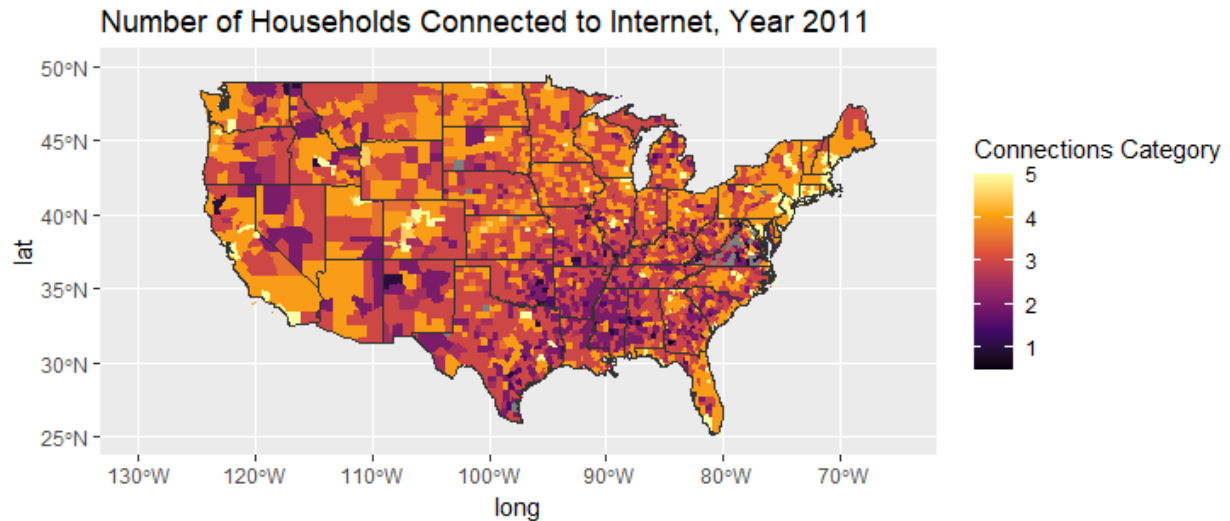 Number of Households Connected to Internet, Year 2011
50°N
45°N
40°N
35°N
30°N
25°N
lat
130°W 120°W 110°W 100°W 90°W 80°W 70°W
long
Connections Category
5
4
3
2
1